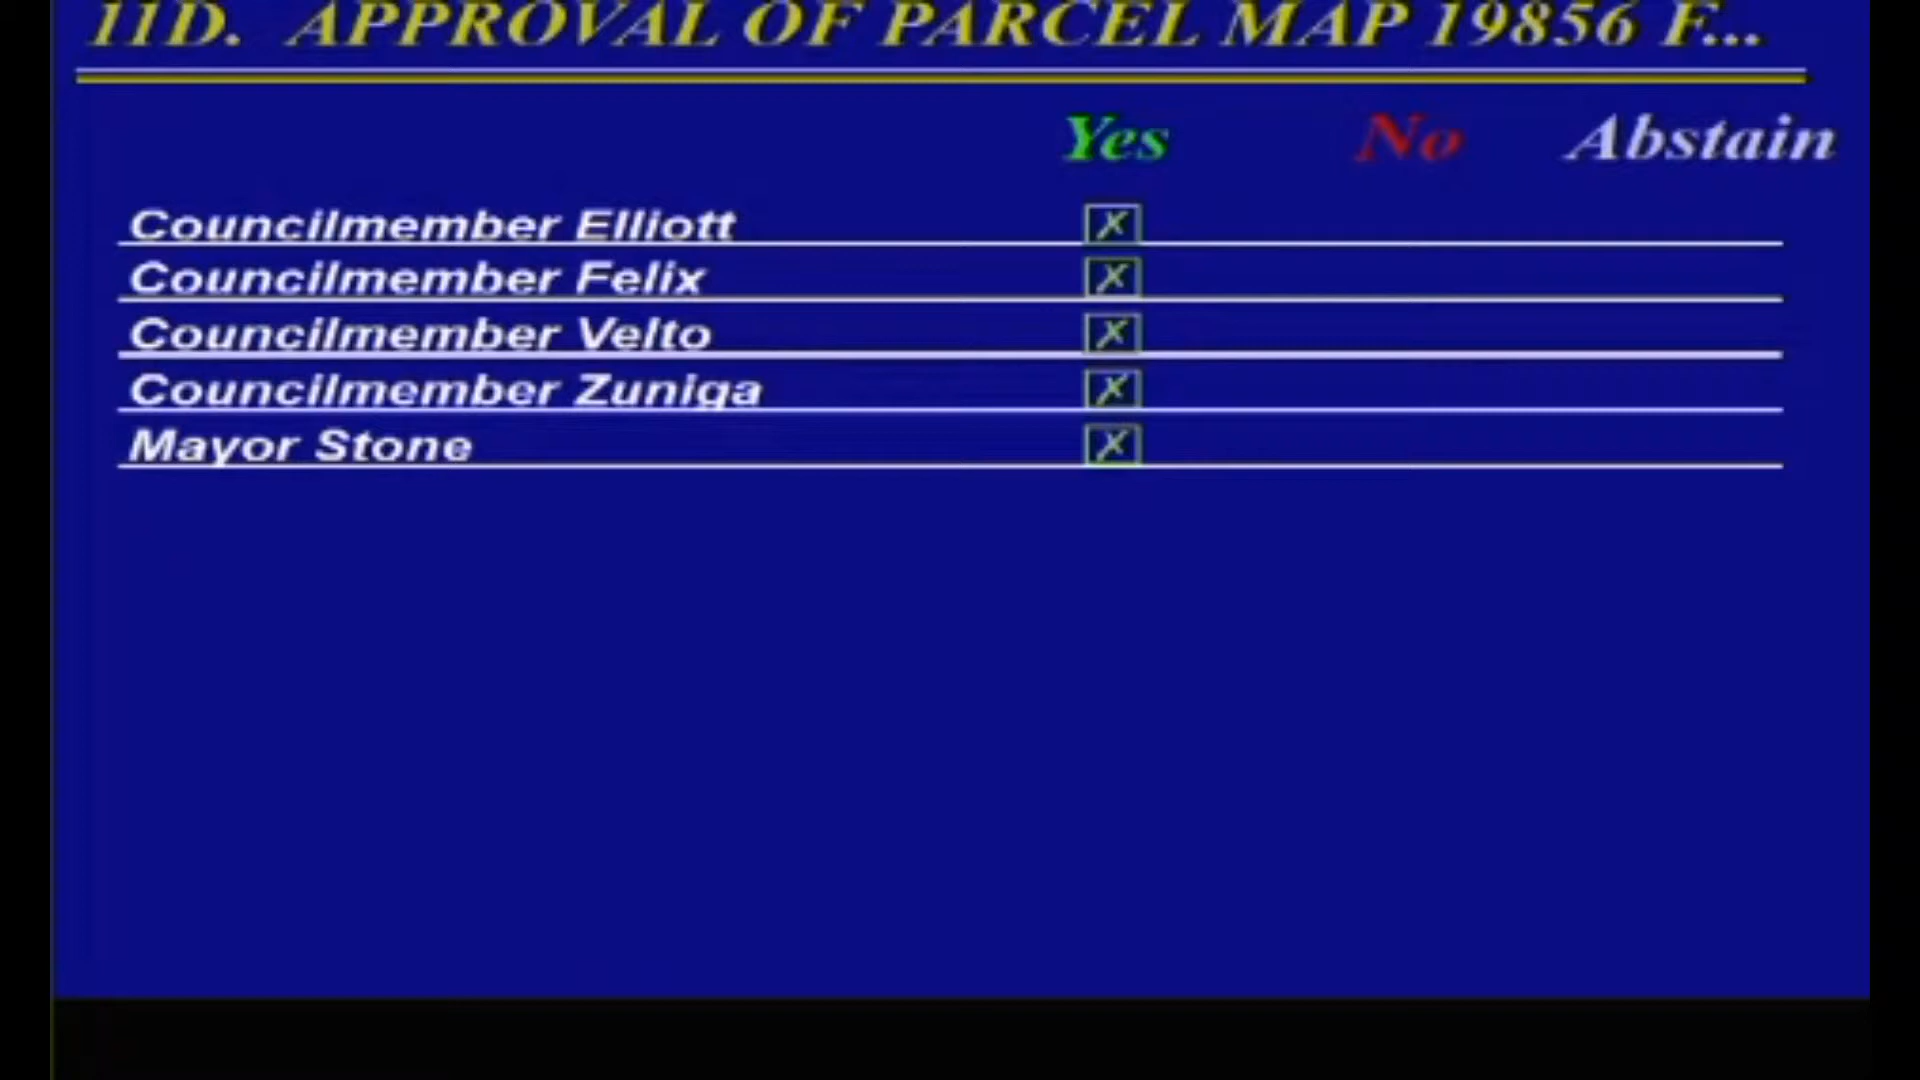 11D. APPROVAL OF PARCEL MAP 19856 F...
Yes No Abstain
Councilmember Elliott X
Councilmember Felix X
Councilmember Velto X
Councilmember Zuniga X
Mayor Stone X